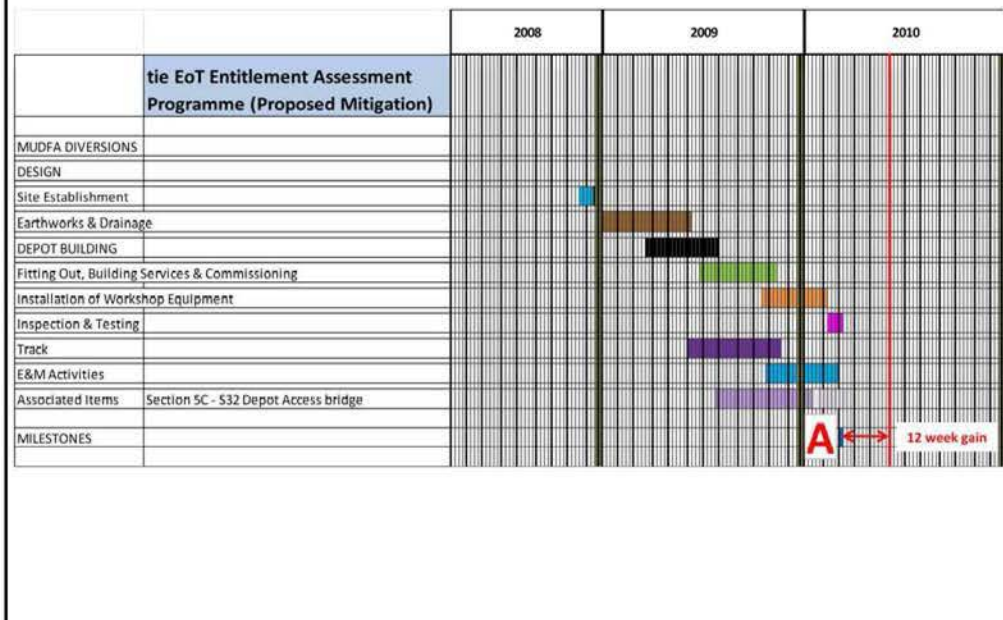 2008 2009 2010
tie EoT Entitlement Assessment
Programme (Proposed Mitigation)
MUDFA DIVERSIONS
DESIGN
Site Establishment
Earthworks & Drainage
DEPOT BUILDING
Fitting Out, Building Services & Commissioning
Installation of Workshop Equipment
Inspection & Testing
Track
E&M Activities
Associated Items Section 5C - S32 Depot Access bridge
MILESTONES A 12 week gain